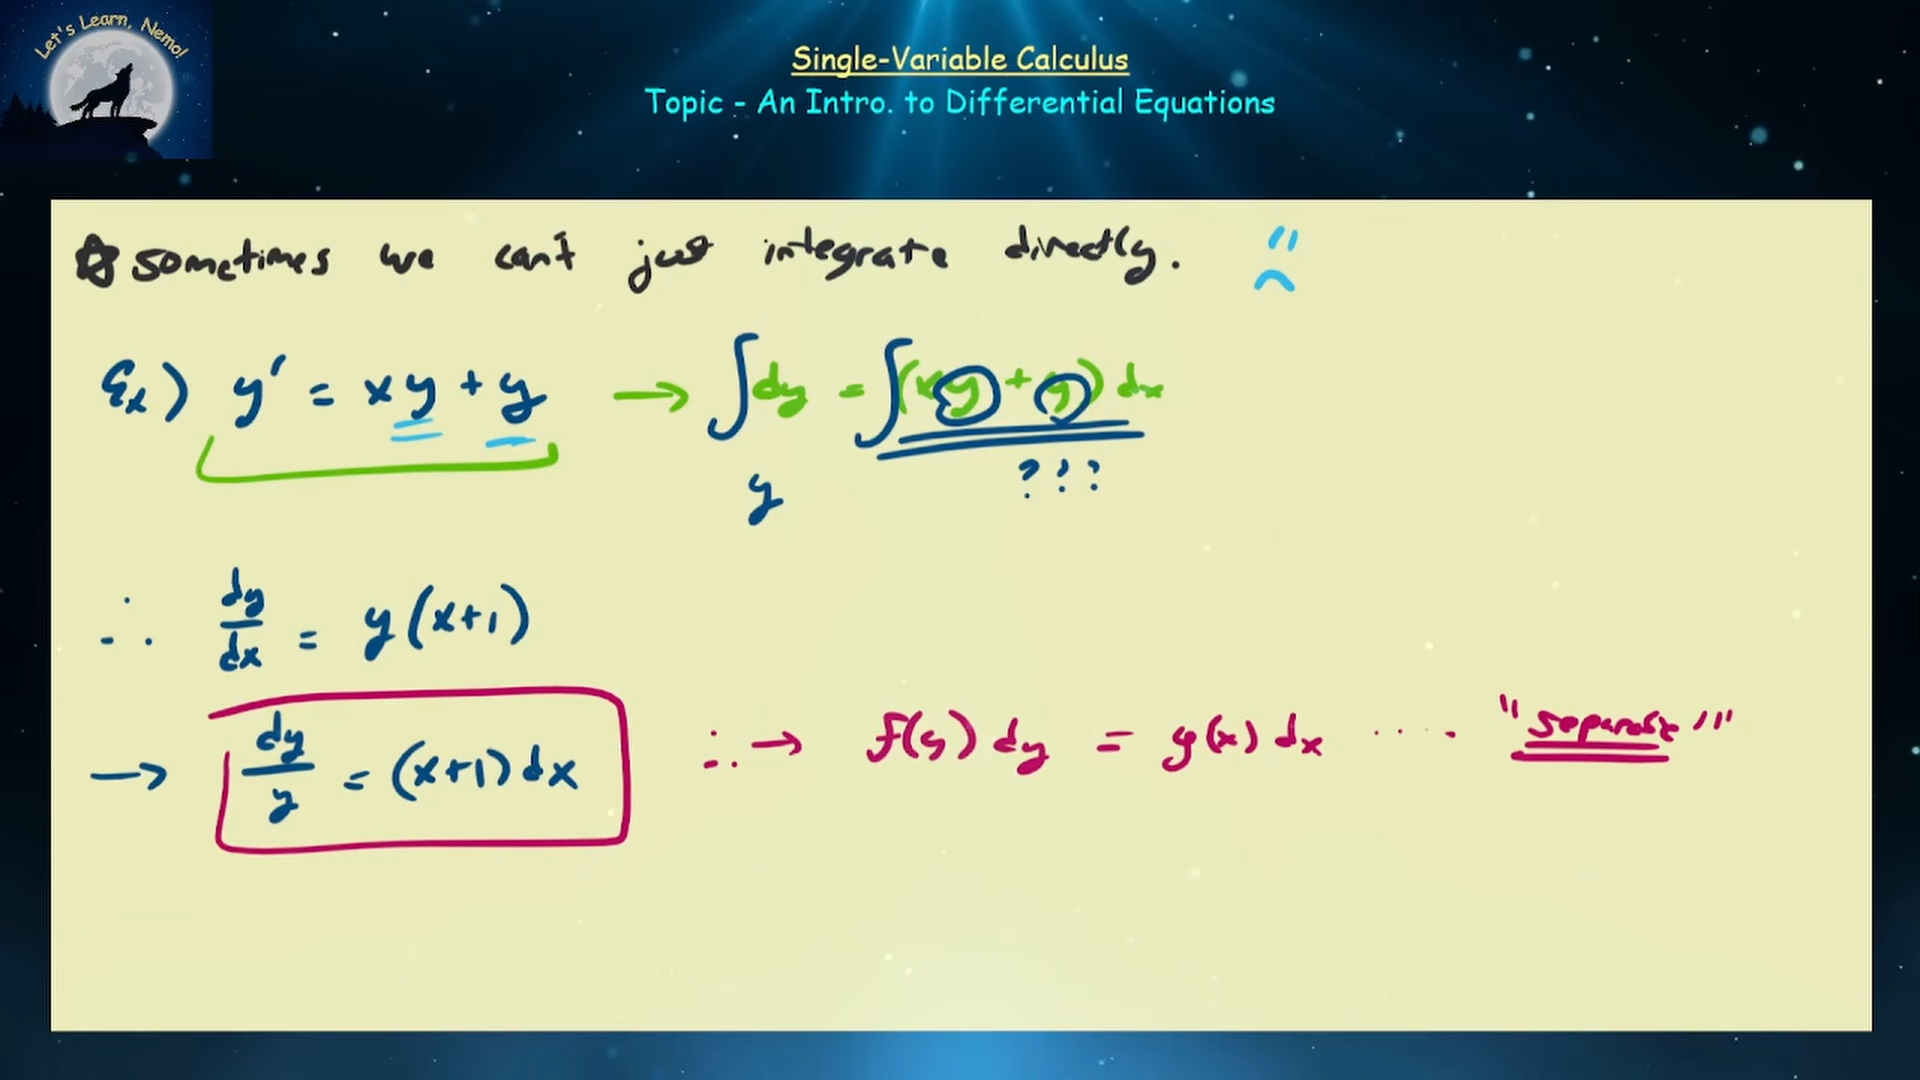 Let's Learn, Nemo!
Single-Variable Calculus
Topic - An Intro. to Differential Equations
☆ sometimes we can't just integrate directly. ¨⌢
Ex) y' = xy + y → ∫dy = ∫(xy + y) dx
y ???
∴ dy/dx = y(x+1)
→ dy/y = (x+1) dx ∴ → f(y) dy = g(x) dx ..... "separate"